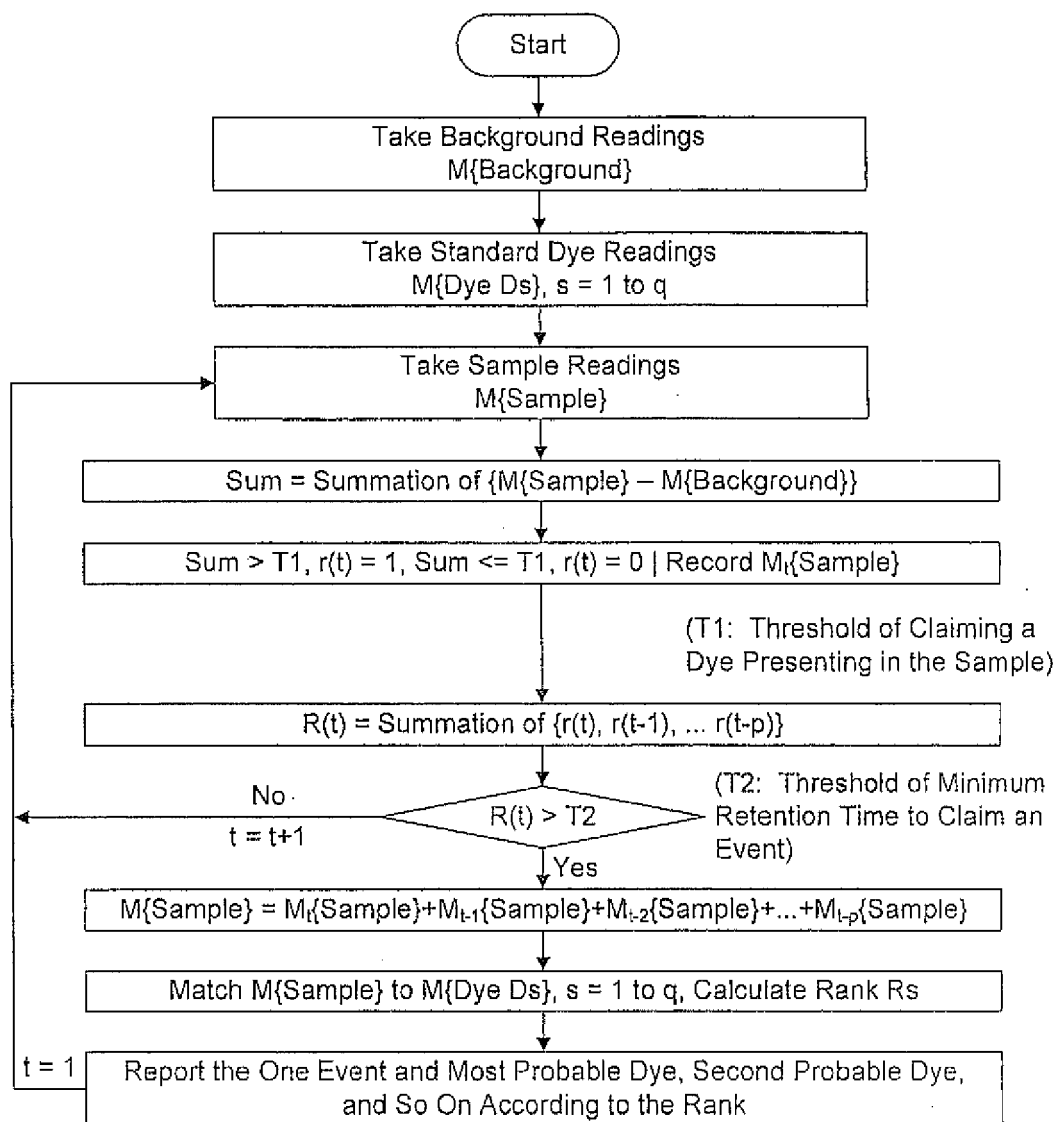 Start
Take Background Readings
M{Background}
Take Standard Dye Readings
M{Dye Ds}, s = 1 to q
Take Sample Readings
M{Sample}
Sum = Summation of {M{Sample} – M{Background}}
Sum > T1, r(t) = 1, Sum <= T1, r(t) = 0 | Record Mₜ{Sample}
(T1: Threshold of Claiming a
Dye Presenting in the Sample)
R(t) = Summation of {r(t), r(t-1), ... r(t-p)}
No
t = t+1
R(t) > T2
(T2: Threshold of Minimum
Retention Time to Claim an
Event)
Yes
M{Sample} = Mₜ{Sample}+Mₜ₋₁{Sample}+Mₜ₋₂{Sample}+...+Mₜ₋ₚ{Sample}
Match M{Sample} to M{Dye Ds}, s = 1 to q, Calculate Rank Rs
t = 1
Report the One Event and Most Probable Dye, Second Probable Dye,
and So On According to the Rank